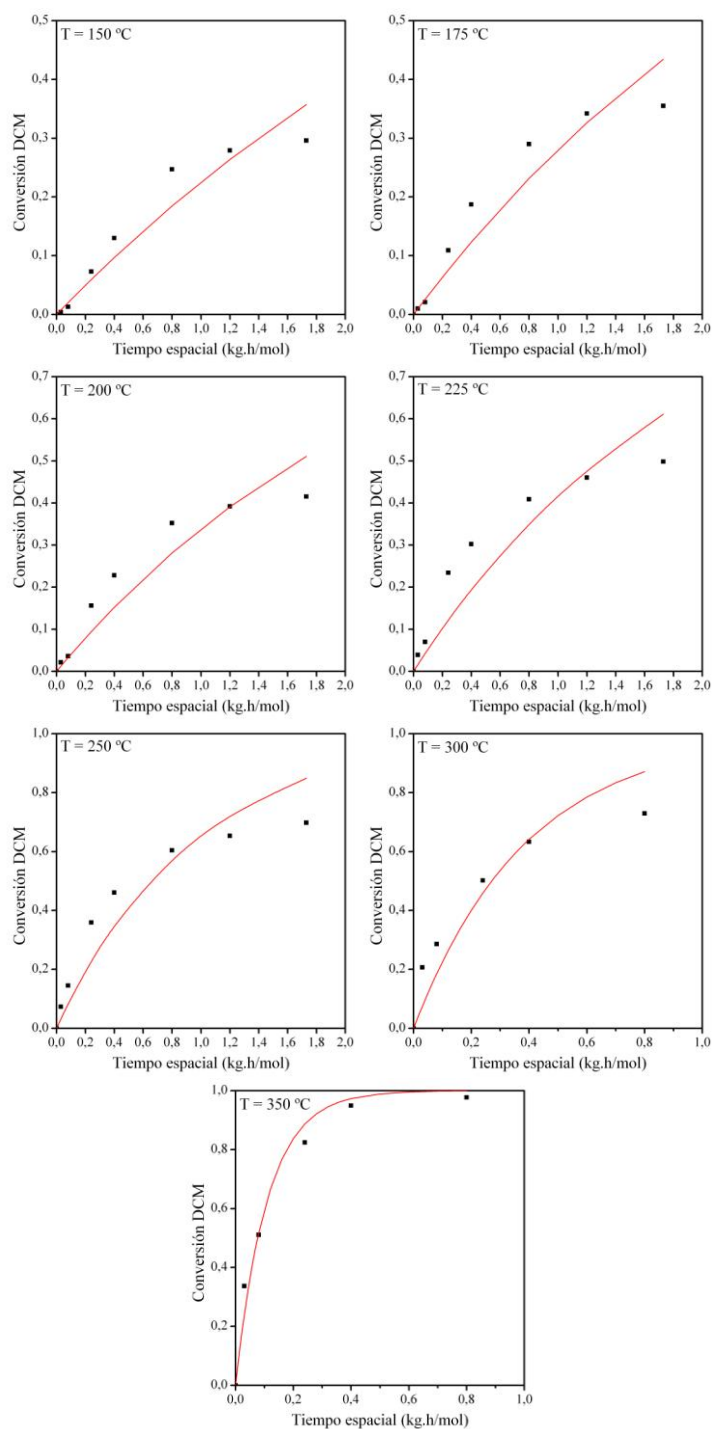 T = 150 ºC
Conversión DCM
0,5
0,4
0,3
0,2
0,1
0,0
0,0 0,2 0,4 0,6 0,8 1,0 1,2 1,4 1,6 1,8 2,0
Tiempo espacial (kg.h/mol)
T = 175 ºC
Conversión DCM
0,5
0,4
0,3
0,2
0,1
0,0
0,0 0,2 0,4 0,6 0,8 1,0 1,2 1,4 1,6 1,8 2,0
Tiempo espacial (kg.h/mol)
T = 200 ºC
Conversión DCM
0,7
0,6
0,5
0,4
0,3
0,2
0,1
0,0
0,0 0,2 0,4 0,6 0,8 1,0 1,2 1,4 1,6 1,8 2,0
Tiempo espacial (kg.h/mol)
T = 225 ºC
Conversión DCM
0,7
0,6
0,5
0,4
0,3
0,2
0,1
0,0
0,0 0,2 0,4 0,6 0,8 1,0 1,2 1,4 1,6 1,8 2,0
Tiempo espacial (kg.h/mol)
T = 250 ºC
Conversión DCM
1,0
0,8
0,6
0,4
0,2
0,0
0,0 0,2 0,4 0,6 0,8 1,0 1,2 1,4 1,6 1,8 2,0
Tiempo espacial (kg.h/mol)
T = 300 ºC
Conversión DCM
1,0
0,8
0,6
0,4
0,2
0,0
0,0 0,2 0,4 0,6 0,8 1,0
Tiempo espacial (kg.h/mol)
T = 350 ºC
Conversión DCM
1,0
0,8
0,6
0,4
0,2
0,0
0,0 0,2 0,4 0,6 0,8 1,0
Tiempo espacial (kg.h/mol)